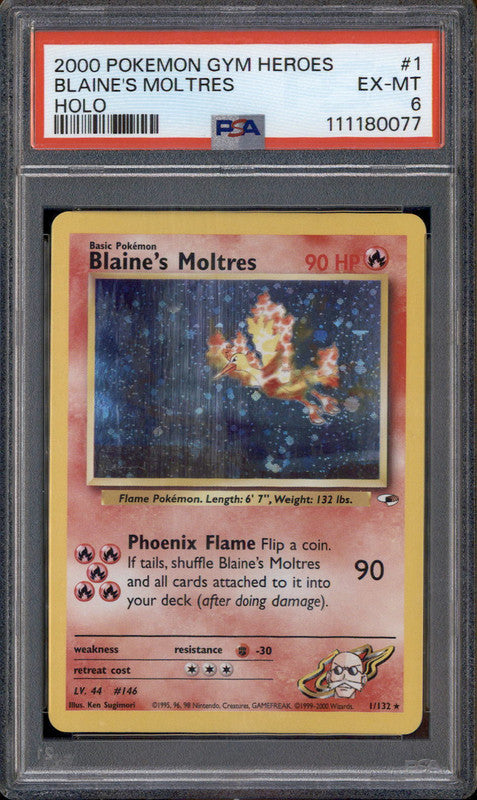 2000 POKEMON GYM HEROES #1
BLAINE'S MOLTRES EX-MT
HOLO 6
PSA 111180077
Basic Pokémon
Blaine's Moltres 90 HP
Flame Pokémon. Length: 6' 7", Weight: 132 lbs.
Phoenix Flame Flip a coin.
If tails, shuffle Blaine's Moltres
and all cards attached to it into
your deck (after doing damage).
90
weakness resistance -30
retreat cost
LV. 44 #146
Illus. Ken Sugimori ©1995, 96, 98 Nintendo, Creatures, GAMEFREAK. ©1999-2000 Wizards. 1/132 ★